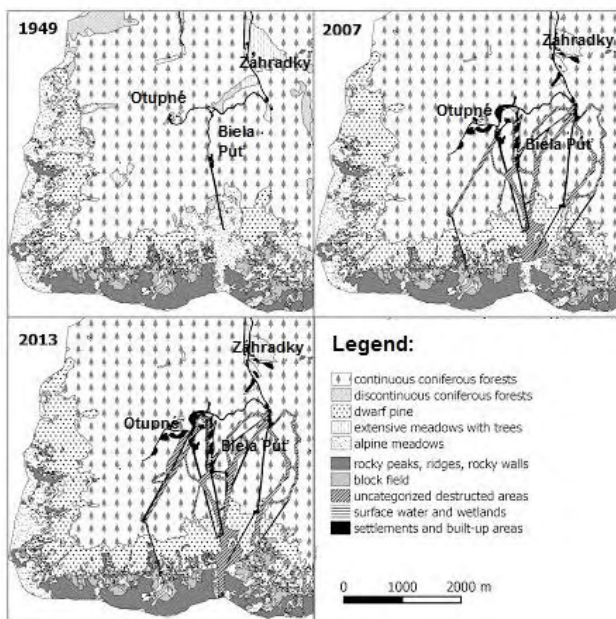 1949
Záhradky
Otupné
Biela
Púť
2007
Záhradky
Otupné
Biela Púť
2013
Záhradky
Otupné
Biela Púť
Legend:
continuous coniferous forests
discontinuous coniferous forests
dwarf pine
extensive meadows with trees
alpine meadows
rocky peaks, ridges, rocky walls
block field
uncategorized destructed areas
surface water and wetlands
settlements and built-up areas
0 1000 2000 m